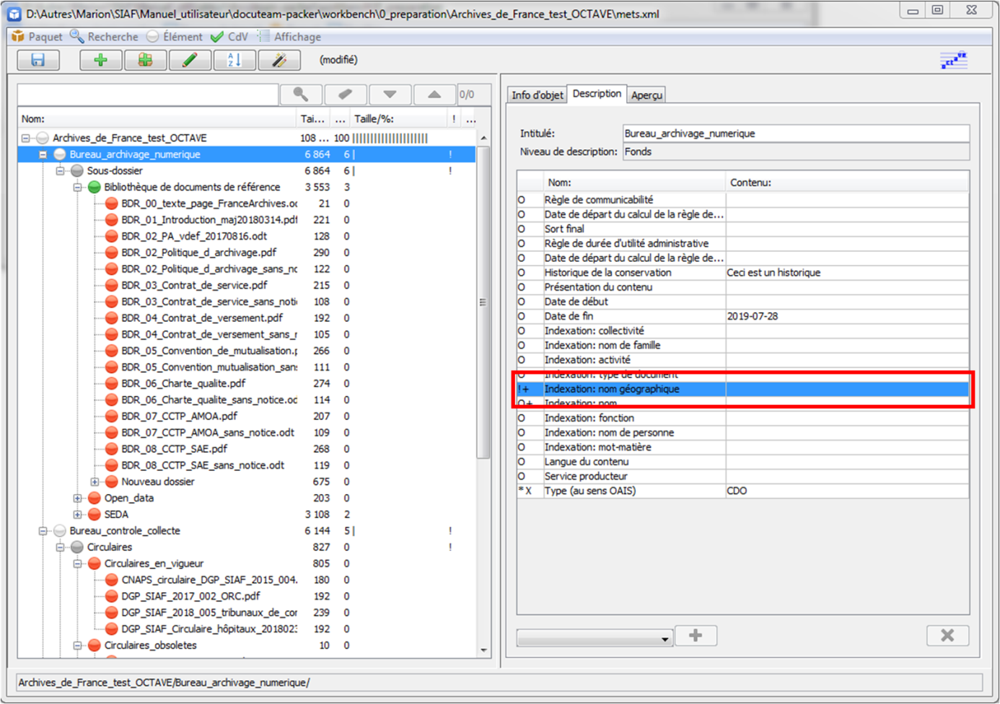 D:\Autres\Marion\SIAF\Manuel_utilisateur\docuteam-packer\workbench\0_preparation\Archives_de_France_test_OCTAVE\mets.xml
Paquet Recherche Élément CdV Affichage
(modifié)
0/0
Nom: Tai... ... Taille/%: ! ...
Archives_de_France_test_OCTAVE 108 ... 100
Bureau_archivage_numerique 6 864 6 !
Sous-dossier 6 864 6 !
Bibliothèque de documents de référence 3 553 3
BDR_00_texte_page_FranceArchives.oc 21 0
BDR_01_Introduction_maj20180314.pdf 221 0
BDR_02_PA_vdef_20170816.odt 128 0
BDR_02_Politique_d_archivage.pdf 290 0
BDR_02_Politique_d_archivage_sans_nc 122 0
BDR_03_Contrat_de_service.pdf 215 0
BDR_03_Contrat_de_service_sans_noti 108 0
BDR_04_Contrat_de_versement.pdf 192 0
BDR_04_Contrat_de_versement_sans_r 105 0
BDR_05_Convention_de_mutualisation.p 266 0
BDR_05_Convention_mutualisation_san: 111 0
BDR_06_Charte_qualite.pdf 274 0
BDR_06_Charte_qualite_sans_notice.oc 114 0
BDR_07_CCTP_AMOA.pdf 207 0
BDR_07_CCTP_AMOA_sans_notice.odt 109 0
BDR_08_CCTP_SAE.pdf 268 0
BDR_08_CCTP_SAE_sans_notice.odt 119 0
Nouveau dossier 675 0
Open_data 203 0
SEDA 3 108 2
Bureau_controle_collecte 6 144 5 !
Circulaires 827 0 !
Circulaires_en_vigueur 805 0
CNAPS_circulaire_DGP_SIAF_2015_004. 180 0
DGP_SIAF_2017_002_ORC.pdf 192 0
DGP_SIAF_2018_005_tribunaux_de_cor 239 0
DGP_SIAF_Circulaire_hôpitaux_2018023 192 0
Circulaires_obsoletes 10 0
Info d'objet Description Aperçu
Intitulé: Bureau_archivage_numerique
Niveau de description: Fonds
Nom: Contenu:
O Règle de communicabilité
O Date de départ du calcul de la règle de...
O Sort final
O Règle de durée d'utilité administrative
O Date de départ du calcul de la règle de...
O Historique de la conservation Ceci est un historique
O Présentation du contenu
O Date de début
O Date de fin 2019-07-28
O Indexation: collectivité
O Indexation: nom de famille
O Indexation: activité
O Indexation: type de document
!+ Indexation: nom géographique
O+ Indexation: nom
O Indexation: fonction
O Indexation: nom de personne
O Indexation: mot-matière
O Langue du contenu
O Service producteur
*X Type (au sens OAIS) CDO
Archives_de_France_test_OCTAVE/Bureau_archivage_numerique/